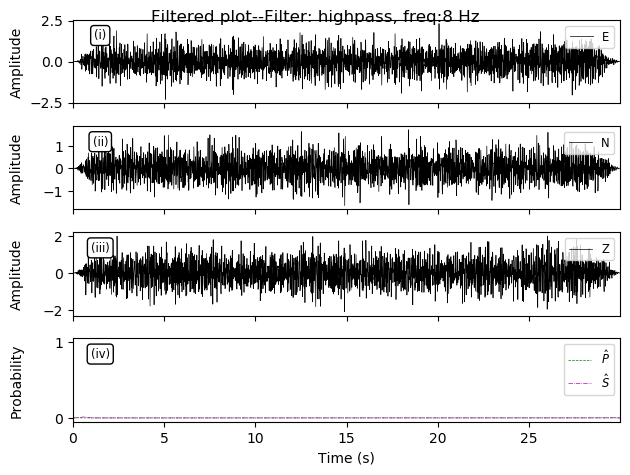 Filtered plot--Filter: highpass, freq:8 Hz
2.5
0.0
−2.5
Amplitude
(i)
E
1
0
−1
Amplitude
(ii)
N
2
0
−2
Amplitude
(iii)
Z
1
0
Probability
(iv)
P̂
Ŝ
0 5 10 15 20 25
Time (s)